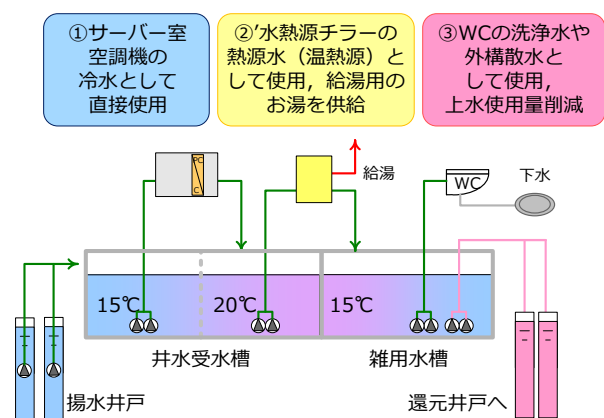 ①サーバー室
空調機の
冷水として
直接使用
②’水熱源チラーの
熱源水（温熱源）と
して使用，給湯用の
お湯を供給
③WCの洗浄水や
外構散水と
して使用，
上水使用量削減
PC
C
給湯
WC
下水
15℃
20℃
15℃
井水受水槽
雑用水槽
揚水井戸
還元井戸へ